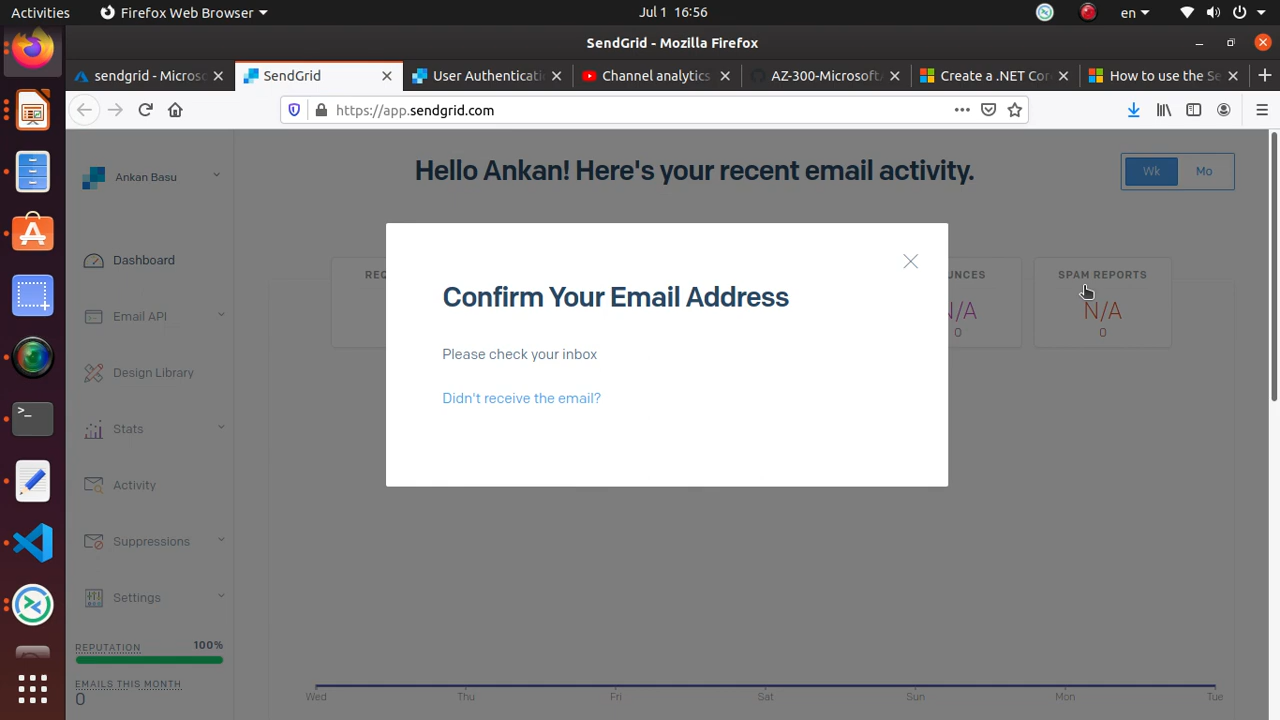 Activities
Firefox Web Browser
Jul 1 16:56
en
SendGrid - Mozilla Firefox
sendgrid - Microso
SendGrid
User Authenticati
Channel analytics
AZ-300-Microsoft
Create a .NET Cor
How to use the Se
https://app.sendgrid.com
Ankan Basu
Hello Ankan! Here's your recent email activity.
Wk
Mo
Dashboard
Email API
Design Library
Stats
Activity
Suppressions
Settings
REPUTATION
100%
EMAILS THIS MONTH
0
SPAM REPORTS
N/A
0
0
Confirm Your Email Address
Please check your inbox
Didn't receive the email?
Wed
Thu
Fri
Sat
Sun
Mon
Tue